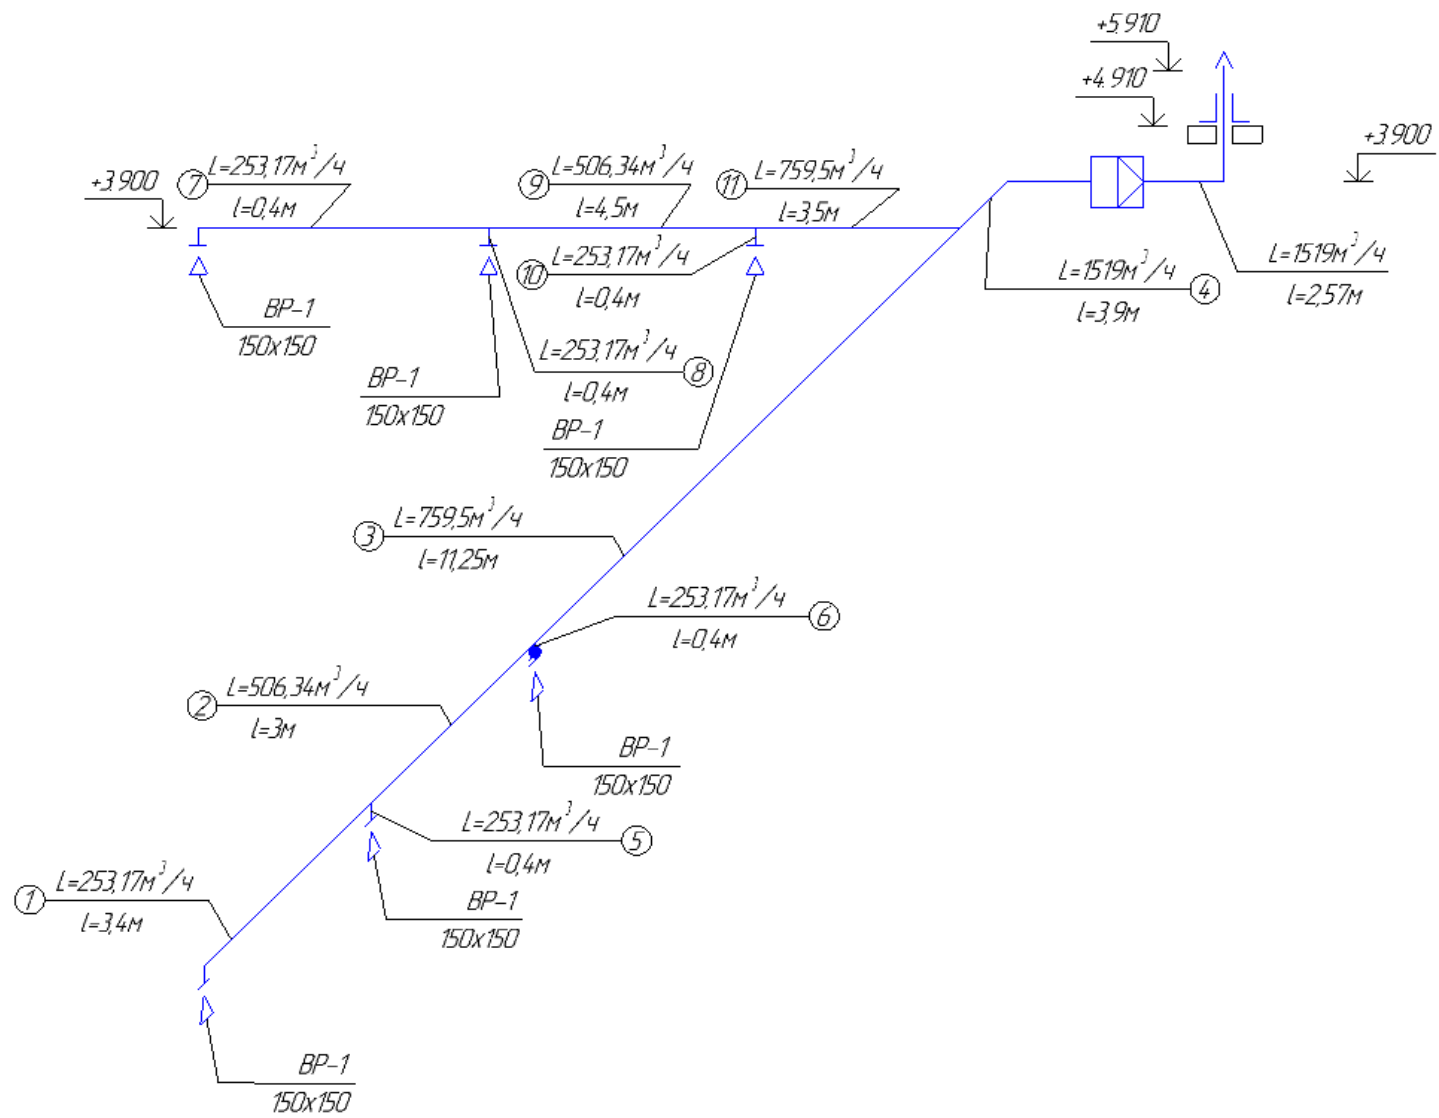 +5.910
+4.910
+3.900
+3.900
7 L=253,17м³/ч
l=0,4м
9 L=506,34м³/ч
l=4,5м
11 L=759,5м³/ч
l=3,5м
L=253,17м³/ч
10
l=0,4м
L=1519м³/ч
4
l=3,9м
L=1519м³/ч
l=2,57м
ВР-1
150х150
L=253,17м³/ч
8
l=0,4м
ВР-1
150х150
ВР-1
150х150
3 L=759,5м³/ч
l=11,25м
L=253,17м³/ч
6
l=0,4м
2 L=506,34м³/ч
l=3м
ВР-1
150х150
L=253,17м³/ч
5
l=0,4м
1 L=253,17м³/ч
l=3,4м
ВР-1
150х150
ВР-1
150х150